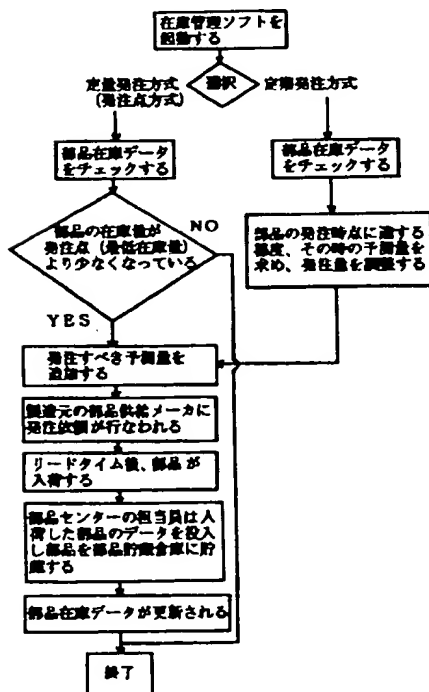 在庫管理ソフトを
起動する
選択
定量発注方式
(発注点方式)
定期発注方式
部品在庫データ
をチェックする
部品在庫データ
をチェックする
部品の在庫量が
発注点(最低在庫量)
より少なくなっている
NO
YES
部品の発注時点に達する
都度、その時の予測量を
求め、発注量を調整する
発注すべき予測量を
追加する
製造元の部品供給メーカに
発注依頼が行なわれる
リードタイム後、部品が
入荷する
部品センターの担当員は入
荷した部品のデータを投入
し部品を部品貯蔵倉庫に貯
蔵する
部品在庫データが更新される
終了